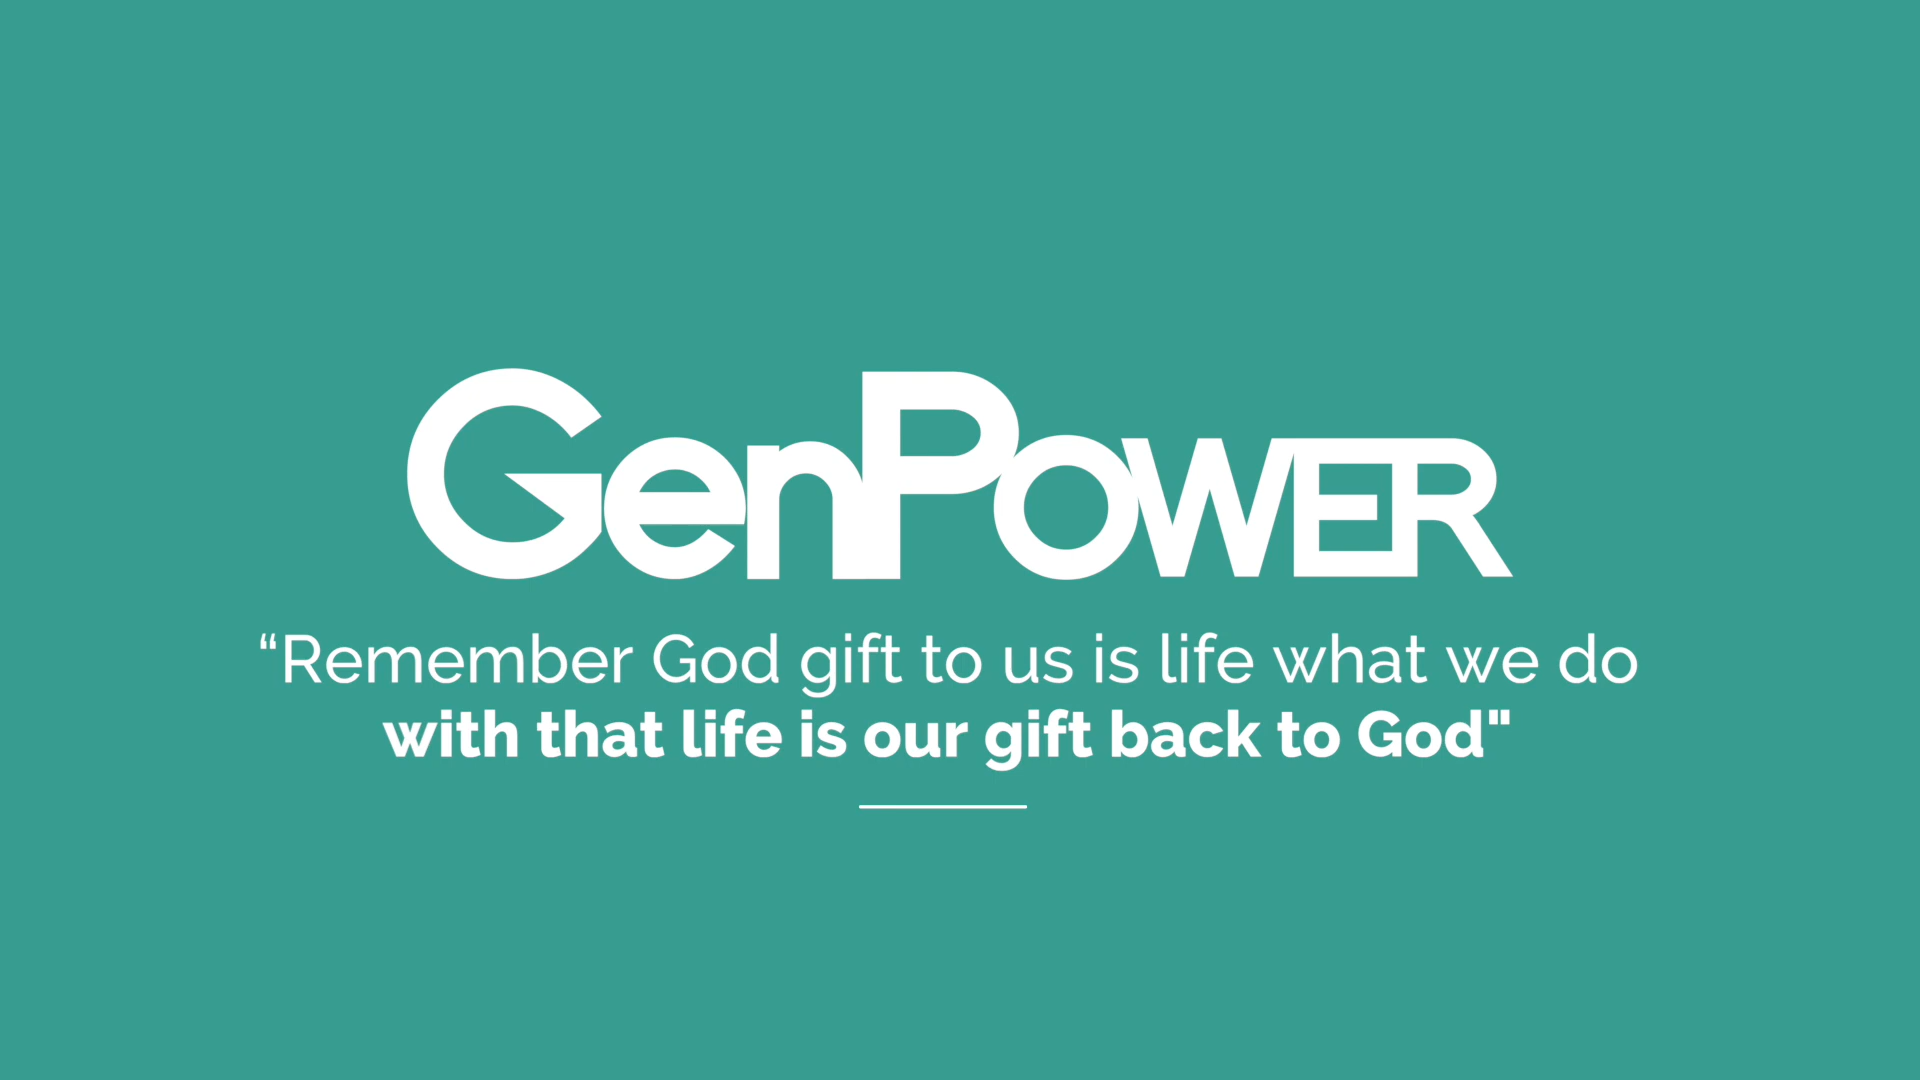 GenPower
“Remember God gift to us is life what we do
with that life is our gift back to God"